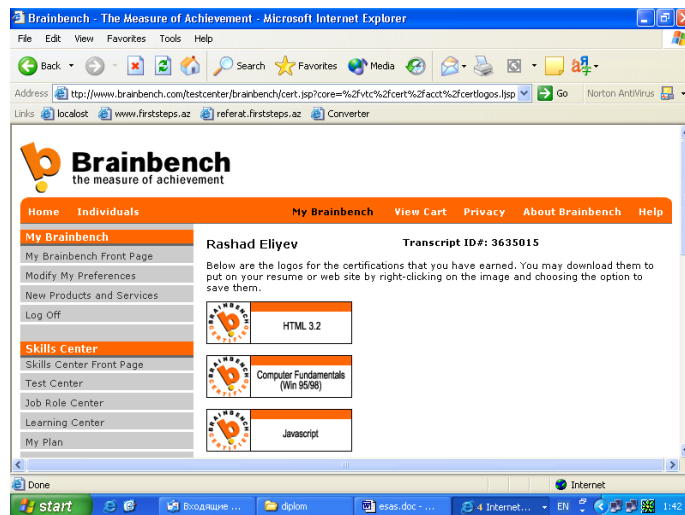 Brainbench - The Measure of Achievement - Microsoft Internet Explorer
File Edit View Favorites Tools Help
Back Search Favorites Media
Address ttp://www.brainbench.com/testcenter/brainbench/cert.jsp?core=%2fvtc%2fcert%2facct%2fcertlogos.ljsp Go Norton AntiVirus
Links localost www.firststeps.az referat.firststeps.az Converter
Brainbench
the measure of achievement
Home Individuals My Brainbench View Cart Privacy About Brainbench Help
My Brainbench
My Brainbench Front Page
Modify My Preferences
New Products and Services
Log Off
Skills Center
Skills Center Front Page
Test Center
Job Role Center
Learning Center
My Plan
Rashad Eliyev Transcript ID#: 3635015
Below are the logos for the certifications that you have earned. You may download them to
put on your resume or web site by right-clicking on the image and choosing the option to
save them.
BRAINBENCH CERTIFIED HTML 3.2
BRAINBENCH CERTIFIED Computer Fundamentals
(Win 95/98)
BRAINBENCH CERTIFIED Javascript
Done Internet
start Входящие ... diplom esas.doc - ... 4 Internet... EN 1:42